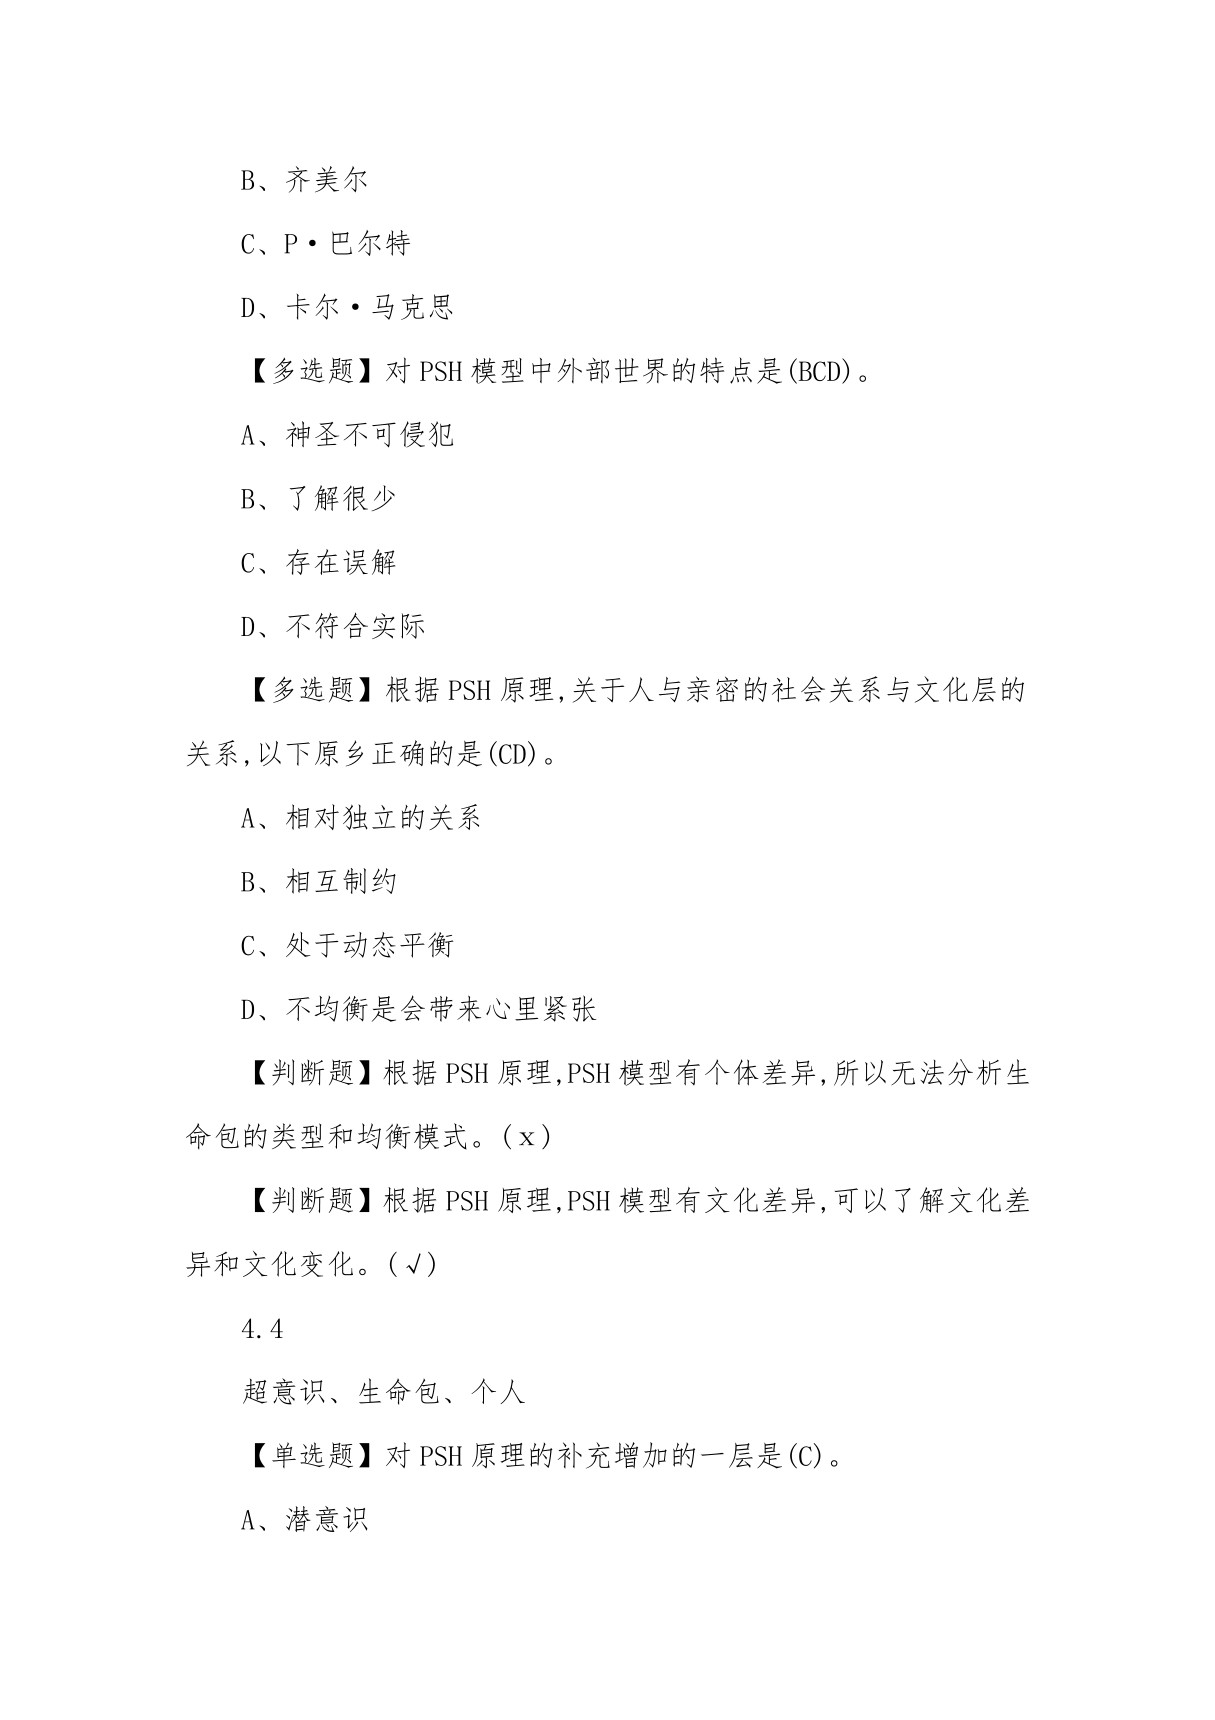 B、齐美尔
C、P·巴尔特
D、卡尔·马克思
【多选题】对 PSH 模型中外部世界的特点是(BCD)。
A、神圣不可侵犯
B、了解很少
C、存在误解
D、不符合实际
【多选题】根据 PSH 原理,关于人与亲密的社会关系与文化层的
关系,以下原乡正确的是(CD)。
A、相对独立的关系
B、相互制约
C、处于动态平衡
D、不均衡是会带来心里紧张
【判断题】根据 PSH 原理,PSH 模型有个体差异,所以无法分析生
命包的类型和均衡模式。(x)
【判断题】根据 PSH 原理,PSH 模型有文化差异,可以了解文化差
异和文化变化。(√)
4.4
超意识、生命包、个人
【单选题】对 PSH 原理的补充增加的一层是(C)。
A、潜意识